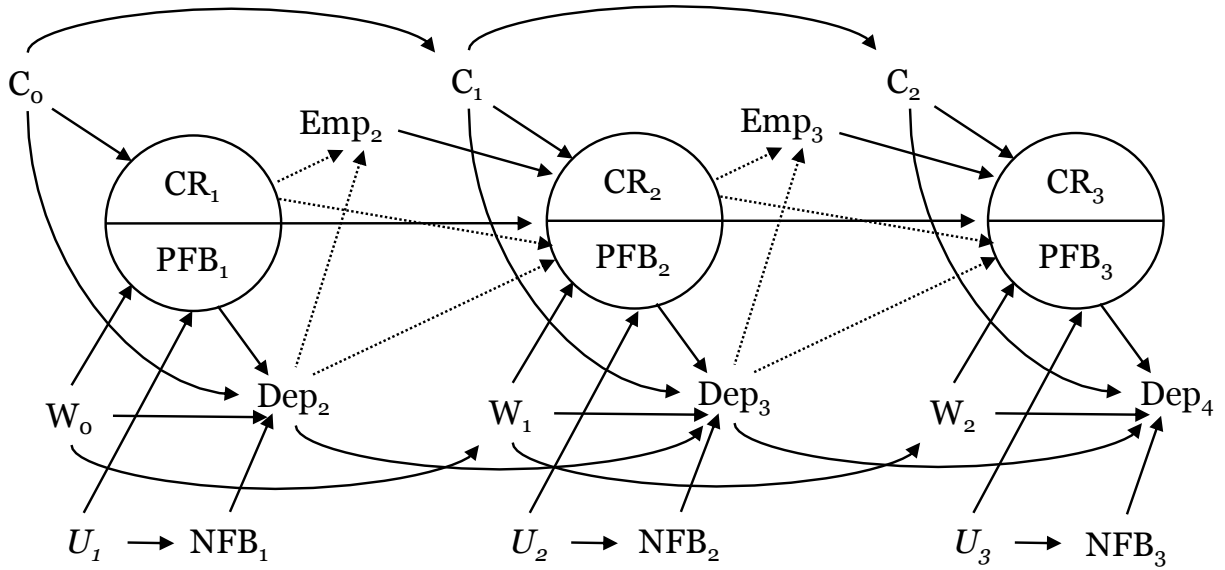 C₀
C₁
C₂
Emp₂
Emp₃
CR₁
CR₂
CR₃
PFB₁
PFB₂
PFB₃
Dep₂
Dep₃
Dep₄
W₀
W₁
W₂
U₁
NFB₁
U₂
NFB₂
U₃
NFB₃